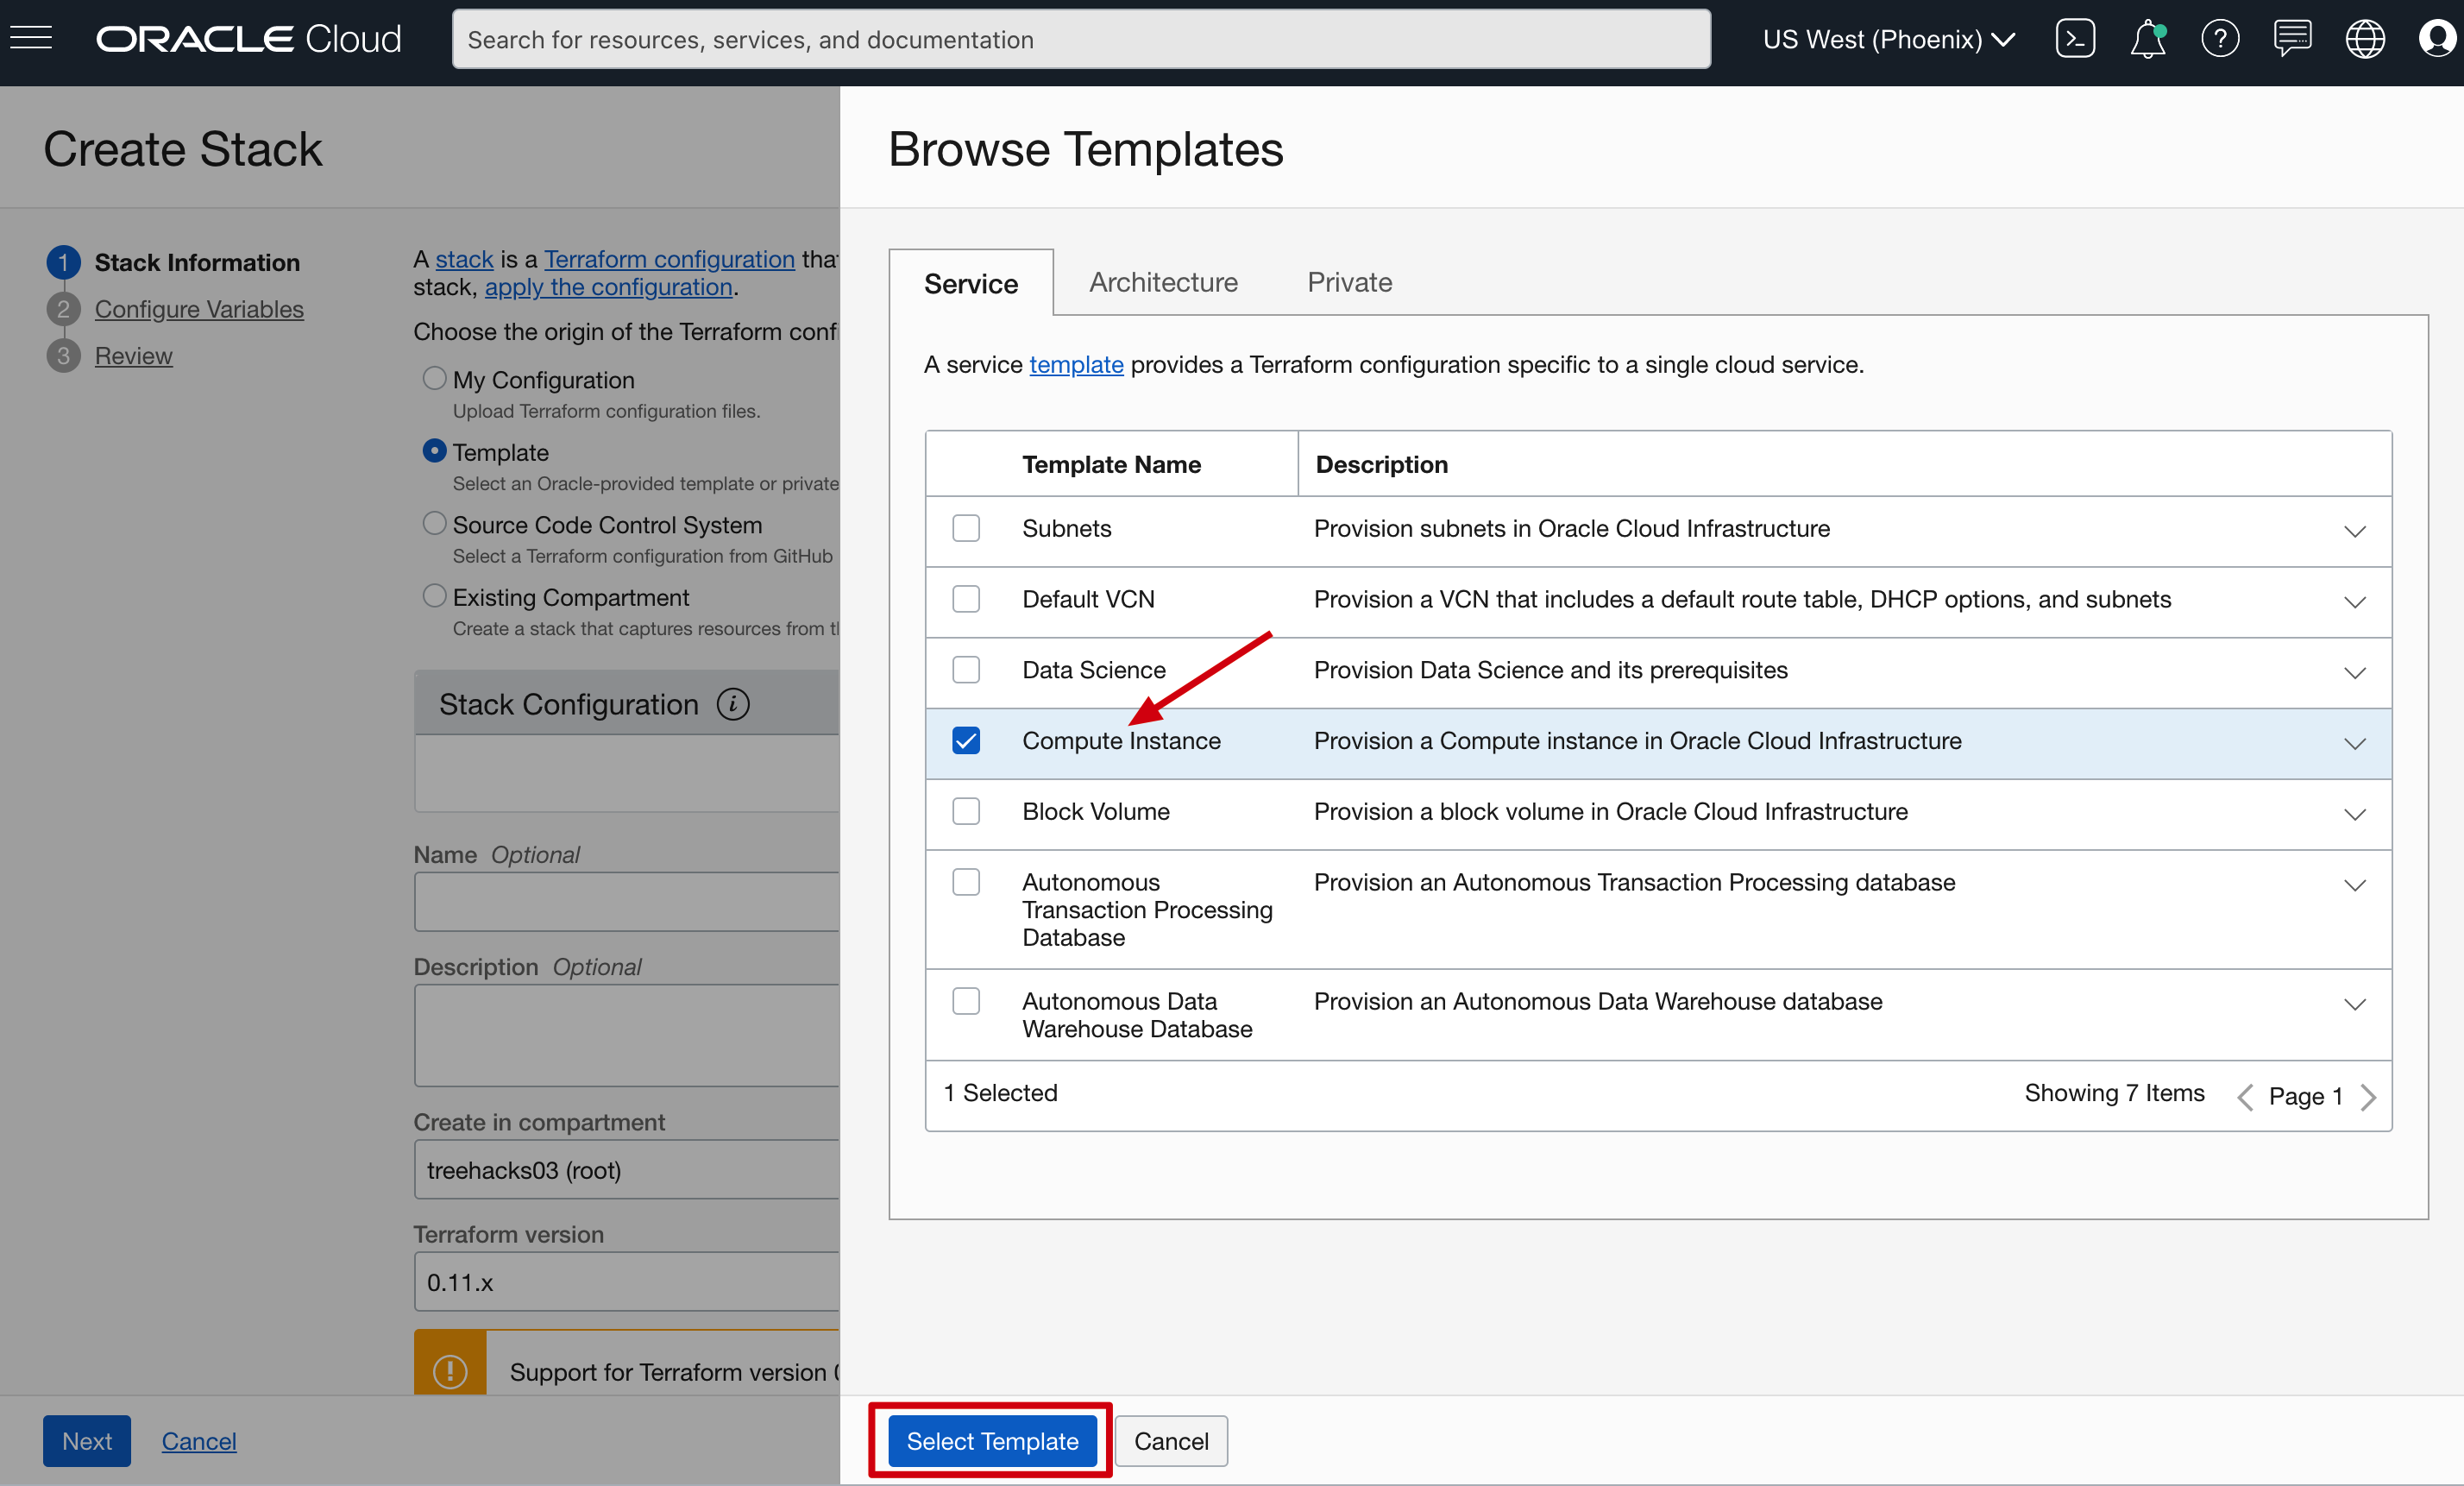 ORACLE Cloud
Search for resources, services, and documentation
US West (Phoenix)
Create Stack
1 Stack Information
2 Configure Variables
3 Review
A stack is a Terraform configuration that
stack, apply the configuration.
Choose the origin of the Terraform conf
My Configuration
Upload Terraform configuration files.
Template
Select an Oracle-provided template or private
Source Code Control System
Select a Terraform configuration from GitHub
Existing Compartment
Create a stack that captures resources from th
Stack Configuration i
Name Optional
Description Optional
Create in compartment
treehacks03 (root)
Terraform version
0.11.x
! Support for Terraform version 0
Next
Cancel
Browse Templates
Service
Architecture
Private
A service template provides a Terraform configuration specific to a single cloud service.
Template Name Description
Subnets Provision subnets in Oracle Cloud Infrastructure
Default VCN Provision a VCN that includes a default route table, DHCP options, and subnets
Data Science Provision Data Science and its prerequisites
Compute Instance Provision a Compute instance in Oracle Cloud Infrastructure
Block Volume Provision a block volume in Oracle Cloud Infrastructure
Autonomous Provision an Autonomous Transaction Processing database
Transaction Processing
Database
Autonomous Data Provision an Autonomous Data Warehouse database
Warehouse Database
1 Selected
Showing 7 Items
Page 1
Select Template
Cancel